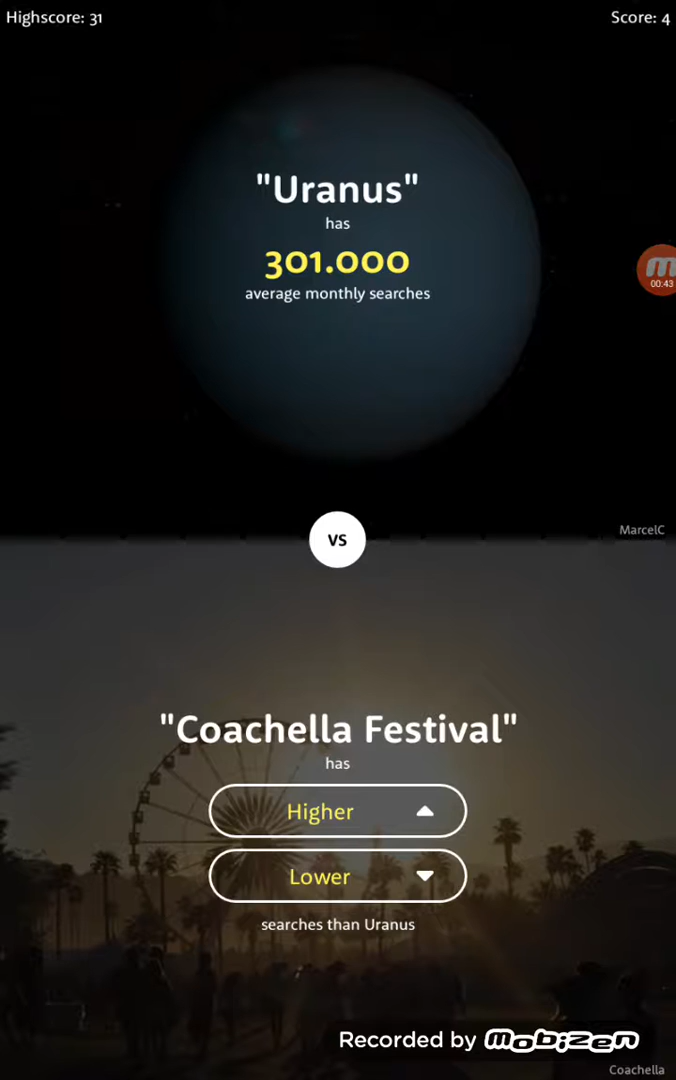 Highscore: 31
Score: 4
"Uranus"
has
301.000
average monthly searches
00:43
MarcelC
VS
"Coachella Festival"
has
Higher
Lower
searches than Uranus
Recorded by mobizen
Coachella